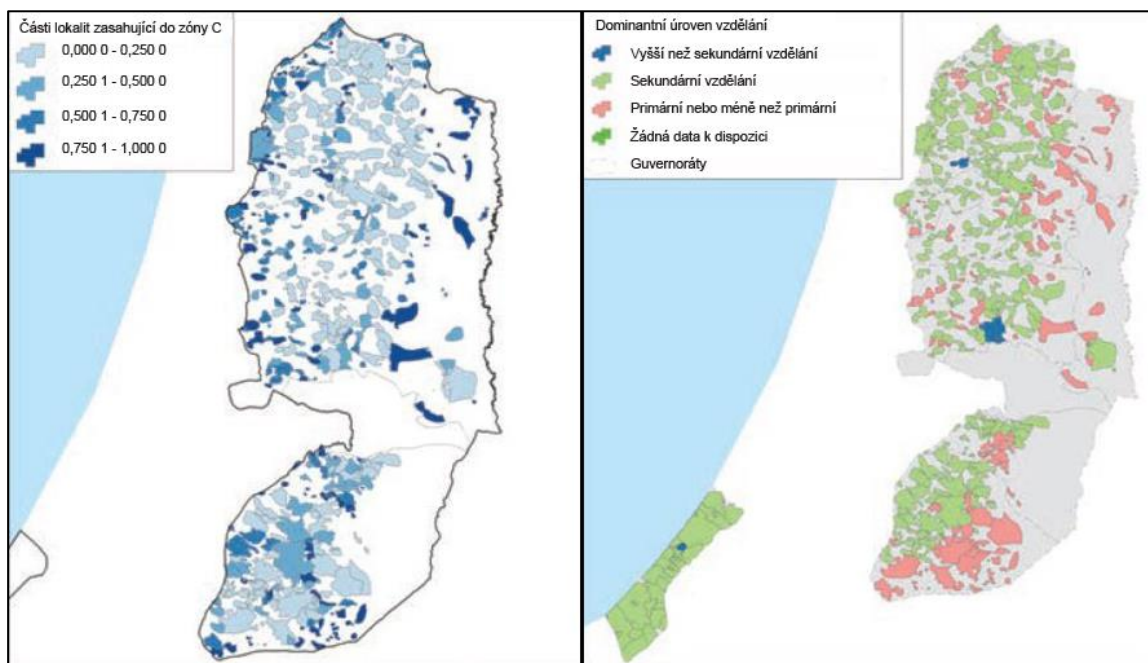 Části lokalit zasahující do zóny C
0,000 0 - 0,250 0
0,250 1 - 0,500 0
0,500 1 - 0,750 0
0,750 1 - 1,000 0
Dominantní úroven vzdělání
Vyšší než sekundární vzdělání
Sekundární vzdělání
Primární nebo méně než primární
Žádná data k dispozici
Guvernoráty